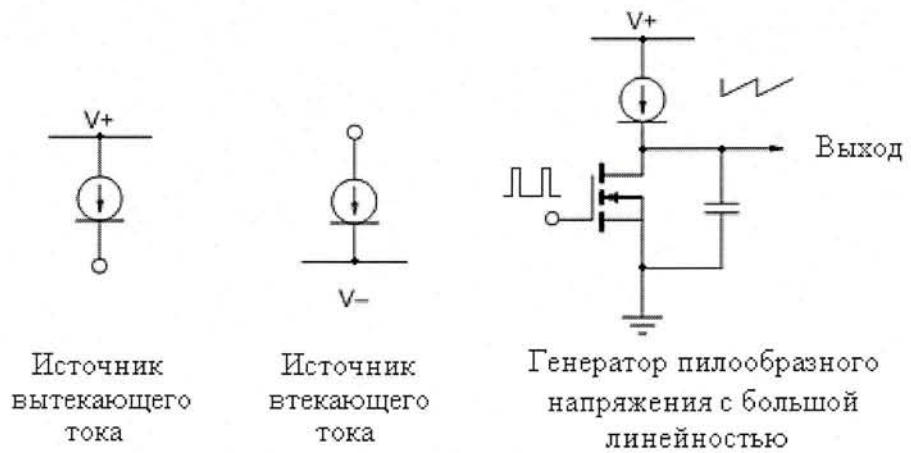 V+
V+
Выход
V−
Источник
вытекающего
тока
Источник
втекающего
тока
Генератор пилообразного
напряжения с большой
линейностью